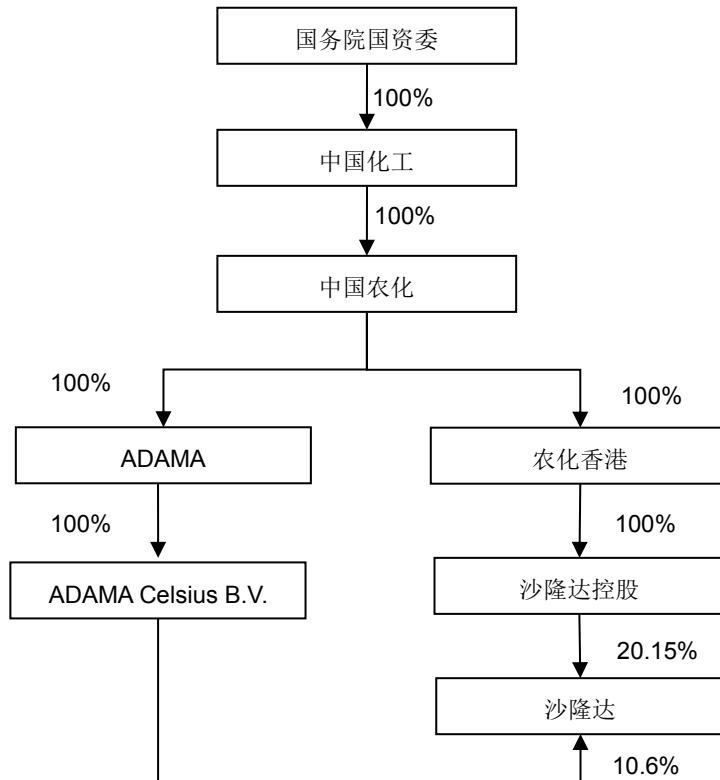 国务院国资委
100%
中国化工
100%
中国农化
100%
100%
ADAMA
农化香港
100%
100%
ADAMA Celsius B.V.
沙隆达控股
20.15%
沙隆达
10.6%